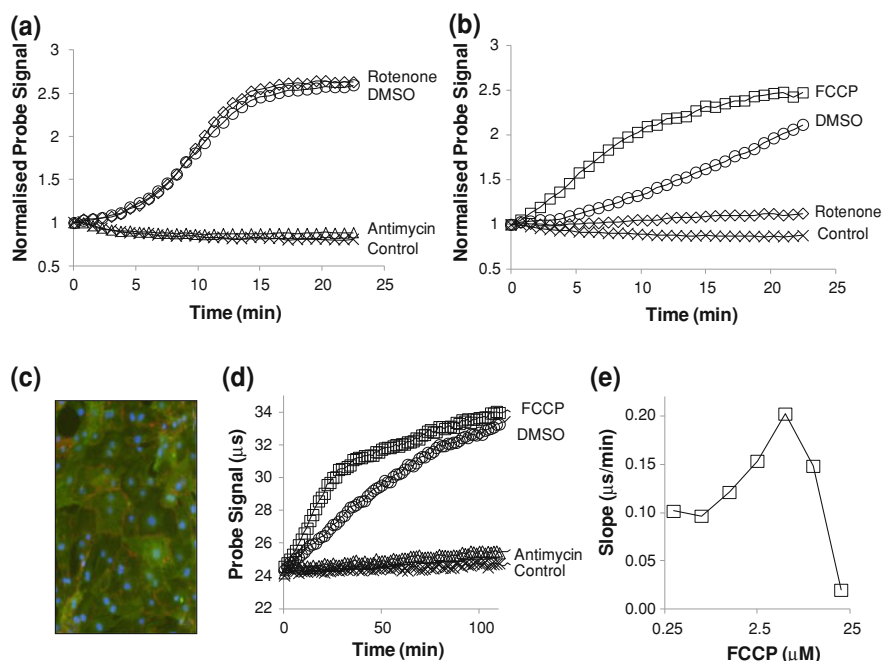 (a)
Normalised Probe Signal
3
2.5
2
1.5
1
0.5
0 5 10 15 20 25
Time (min)
Rotenone
DMSO
Antimycin
Control
(b)
Normalised Probe Signal
3
2.5
2
1.5
1
0.5
0 5 10 15 20 25
Time (min)
FCCP
DMSO
Rotenone
Control
(c)
(d)
Probe Signal (μs)
34
32
30
28
26
24
22
0 50 100
Time (min)
FCCP
DMSO
Antimycin
Control
(e)
Slope (μs/min)
0.20
0.15
0.10
0.05
0.00
0.25 2.5 25
FCCP (μM)